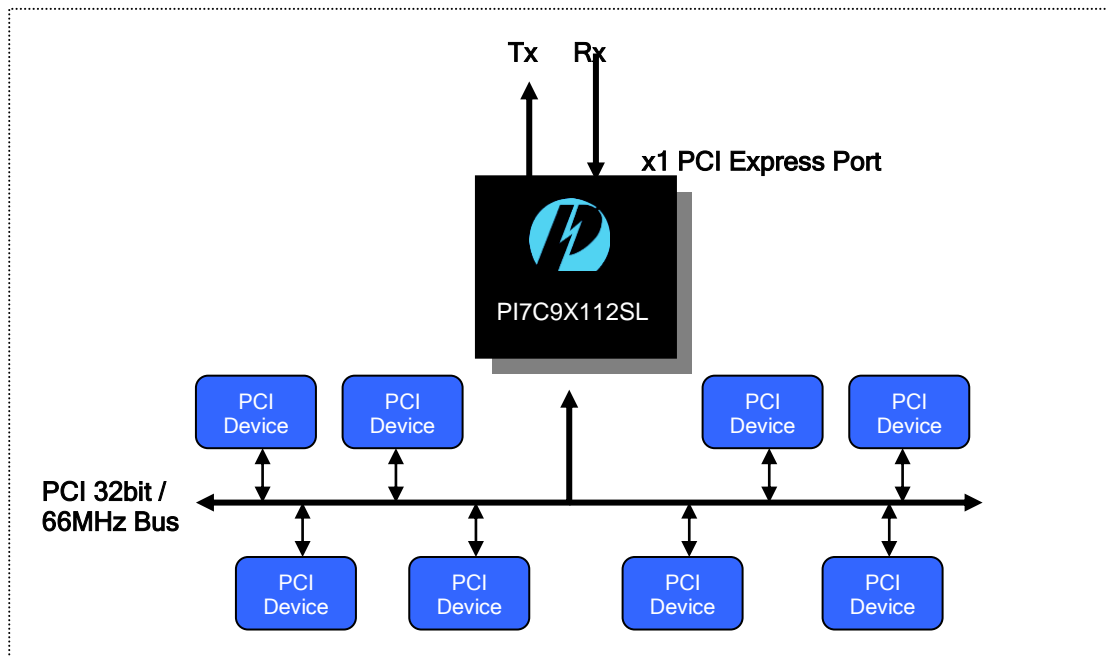 Tx Rx
x1 PCI Express Port
PI7C9X112SL
PCI
Device
PCI
Device
PCI
Device
PCI
Device
PCI 32bit /
66MHz Bus
PCI
Device
PCI
Device
PCI
Device
PCI
Device